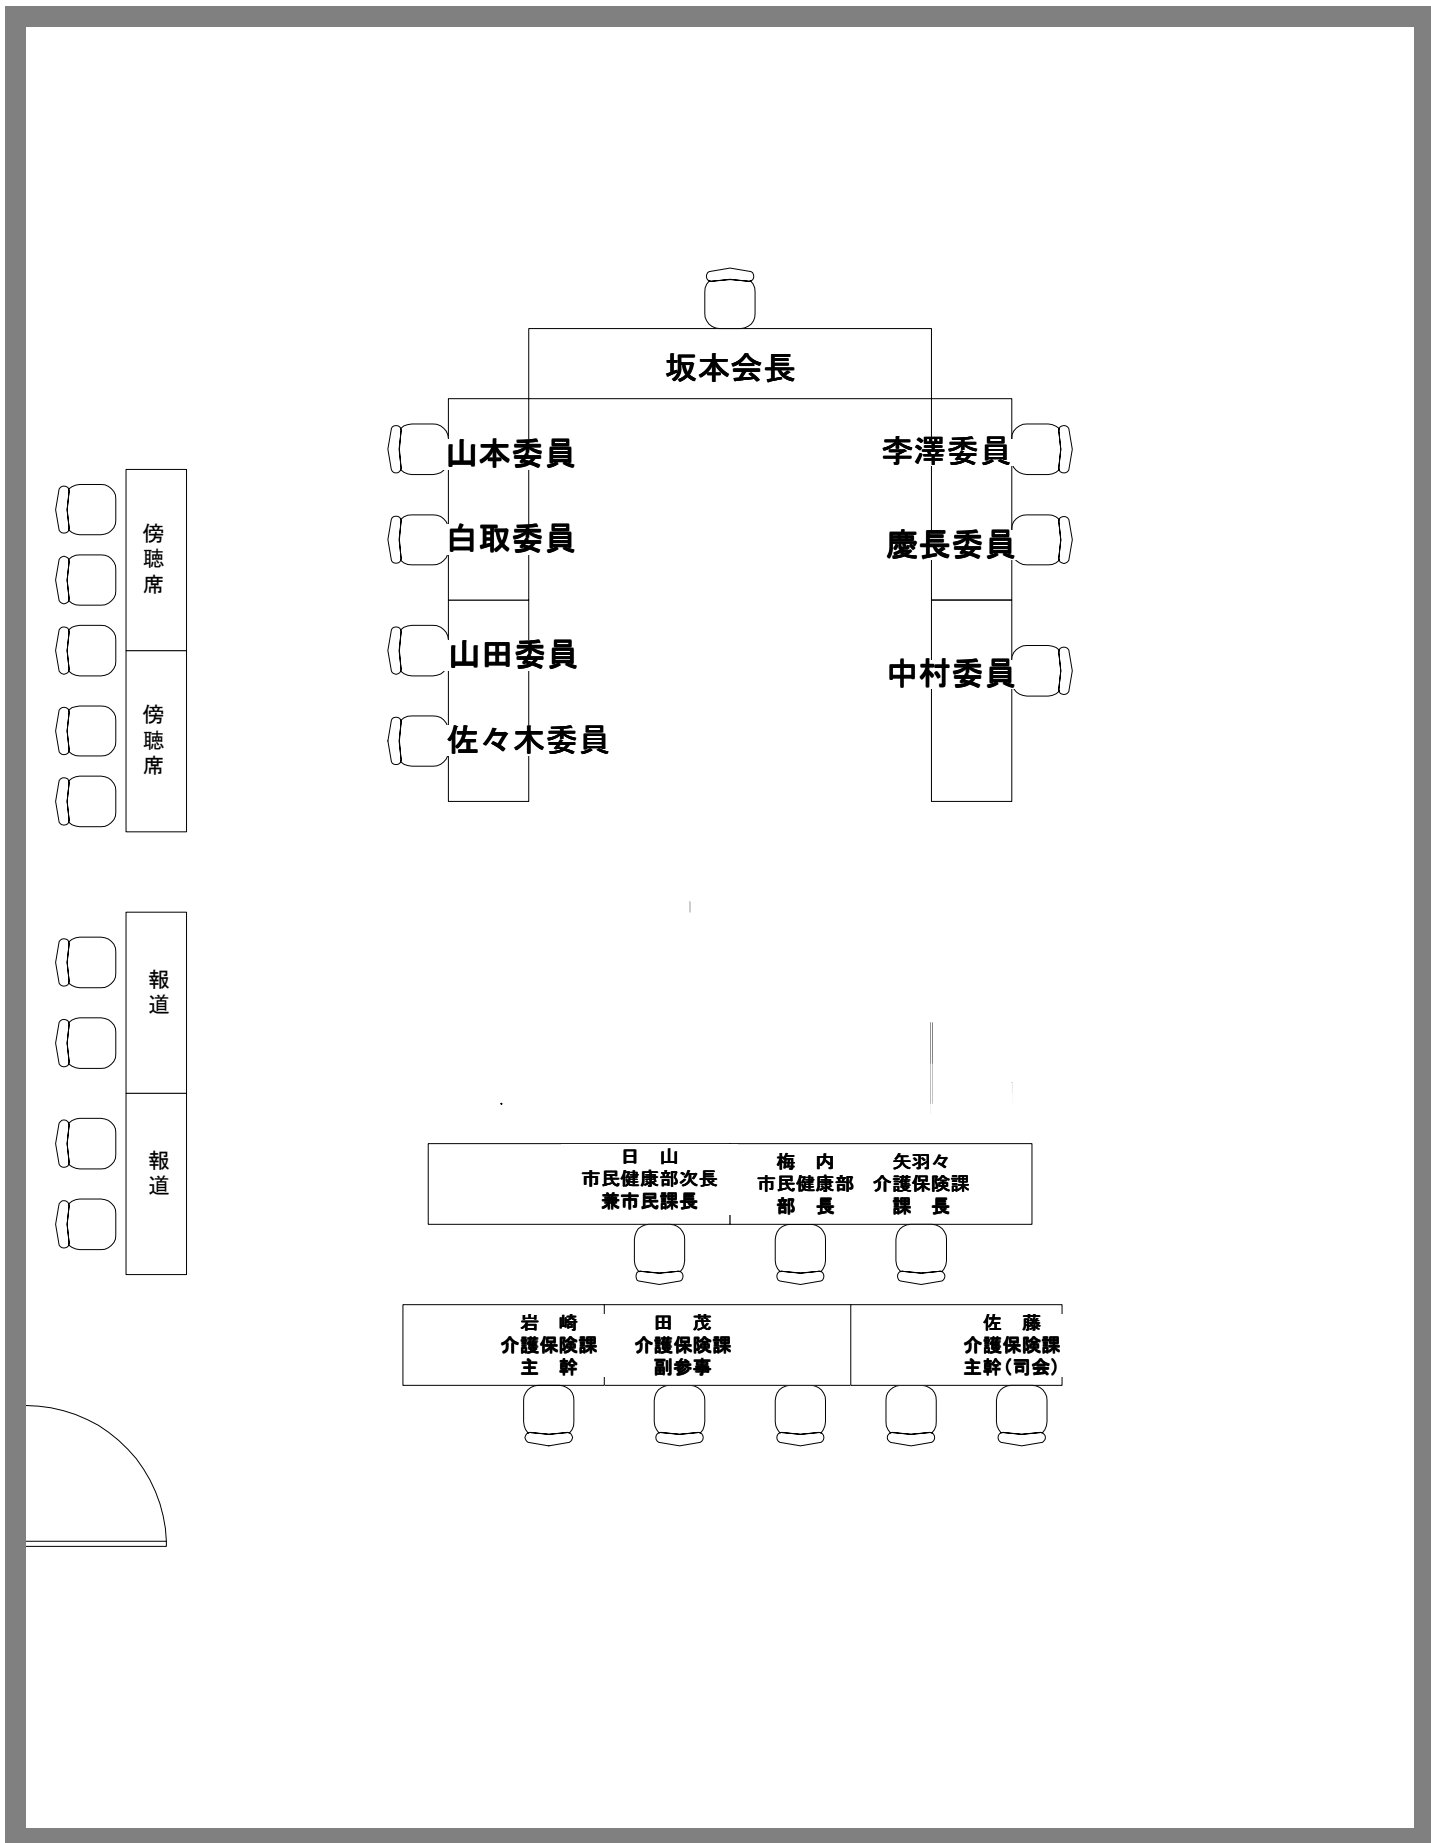 坂本会長
山本委員
李澤委員
白取委員
慶長委員
山田委員
中村委員
佐々木委員
傍聴席
傍聴席
報道
報道
日　山
市民健康部次長
兼市民課長
梅　内
市民健康部
部　長
矢羽々
介護保険課
課　長
岩　崎
介護保険課
主　幹
田　茂
介護保険課
副参事
佐　藤
介護保険課
主幹（司会）